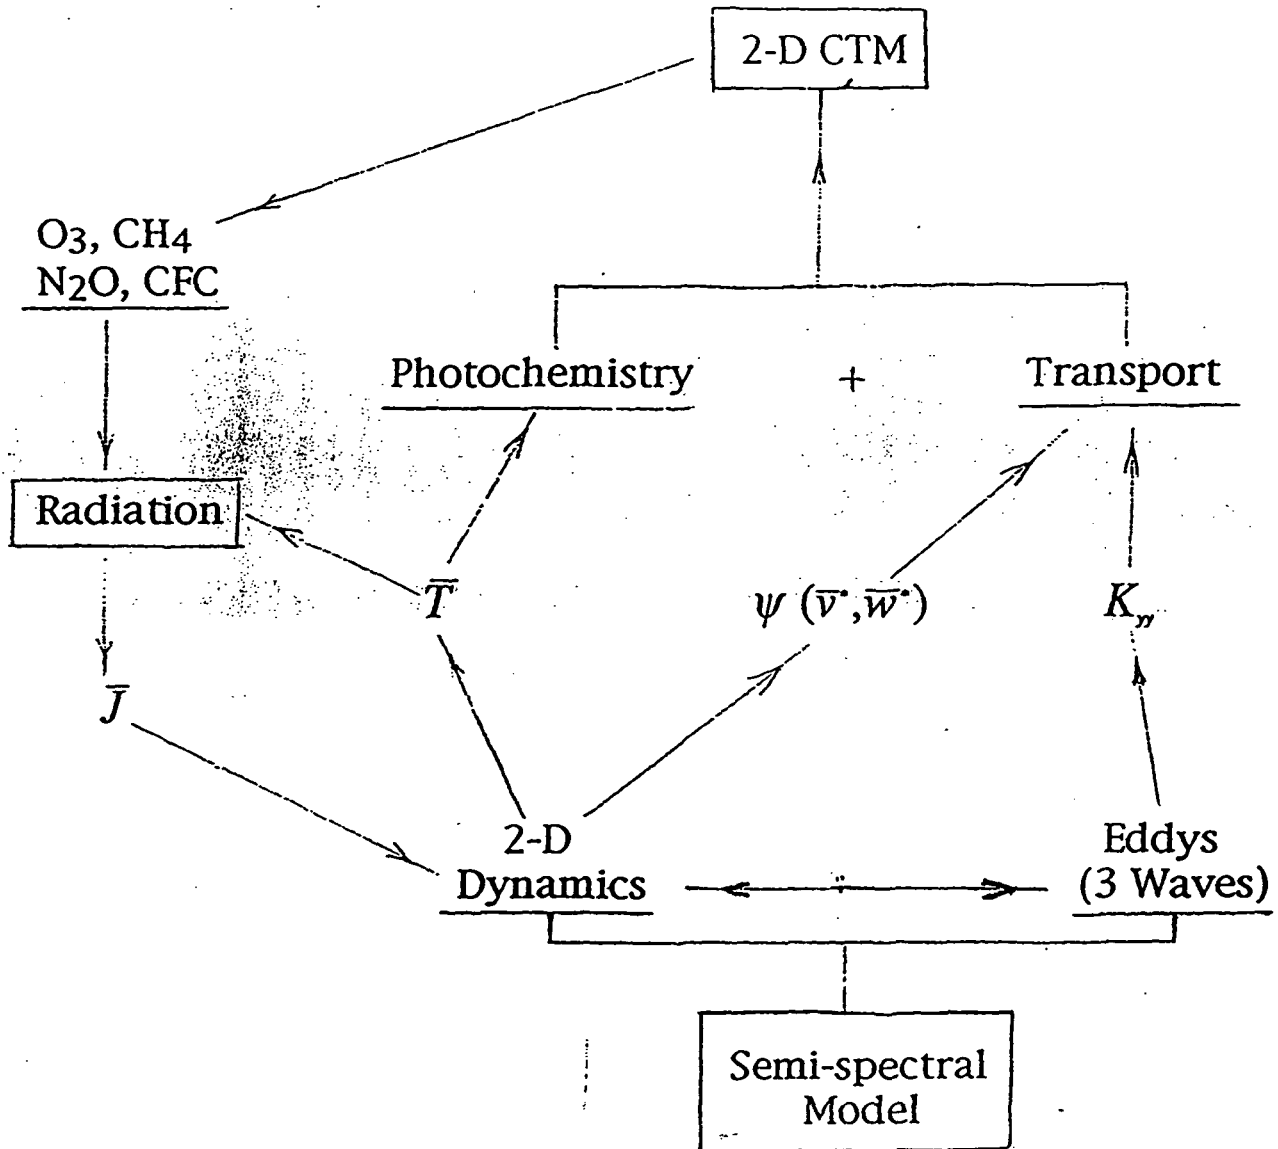 2-D CTM
O3, CH4
N2O, CFC
Photochemistry + Transport
Radiation
T̅ ψ (v̅*, w̅*) Kyy
J̅
2-D
Dynamics
Eddys
(3 Waves)
Semi-spectral
Model